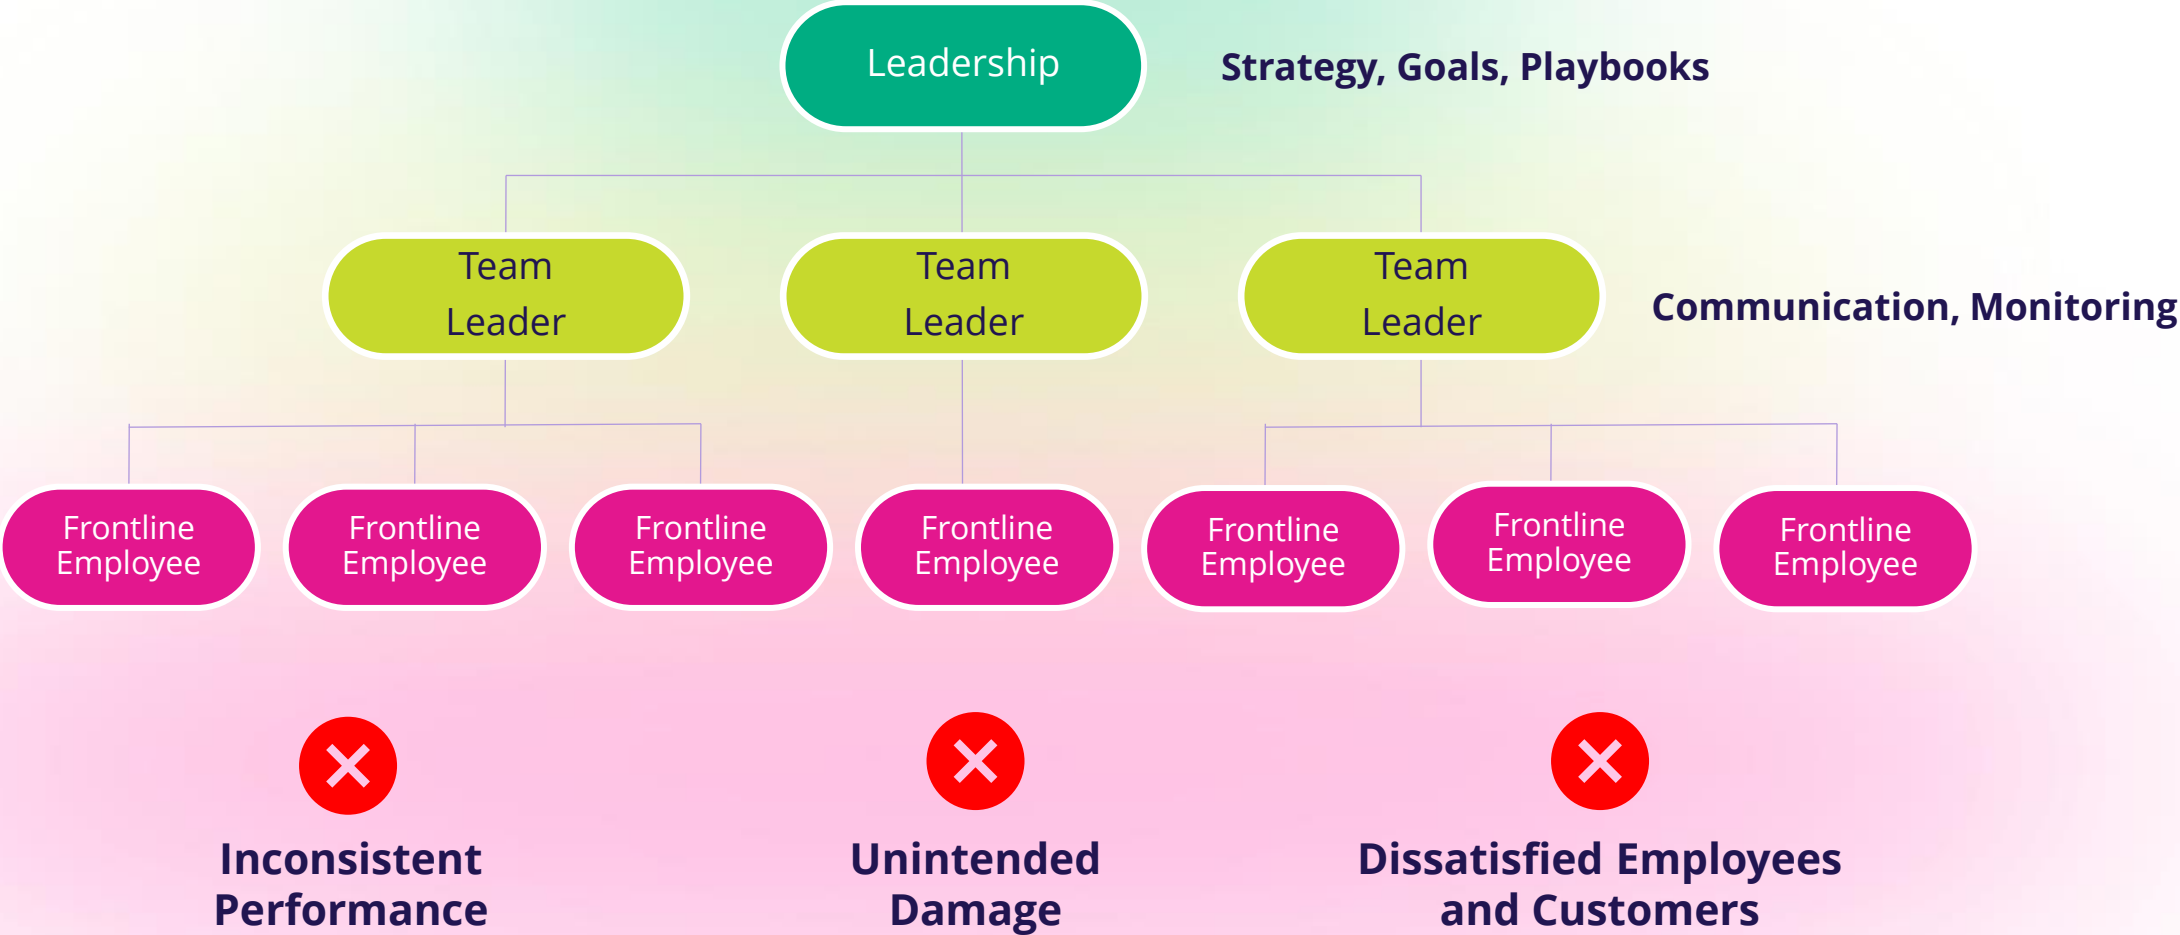 Leadership
Strategy, Goals, Playbooks
Team
Leader
Team
Leader
Team
Leader
Communication, Monitoring
Frontline
Employee
Frontline
Employee
Frontline
Employee
Frontline
Employee
Frontline
Employee
Frontline
Employee
Frontline
Employee
Inconsistent
Performance
Unintended
Damage
Dissatisfied Employees
and Customers